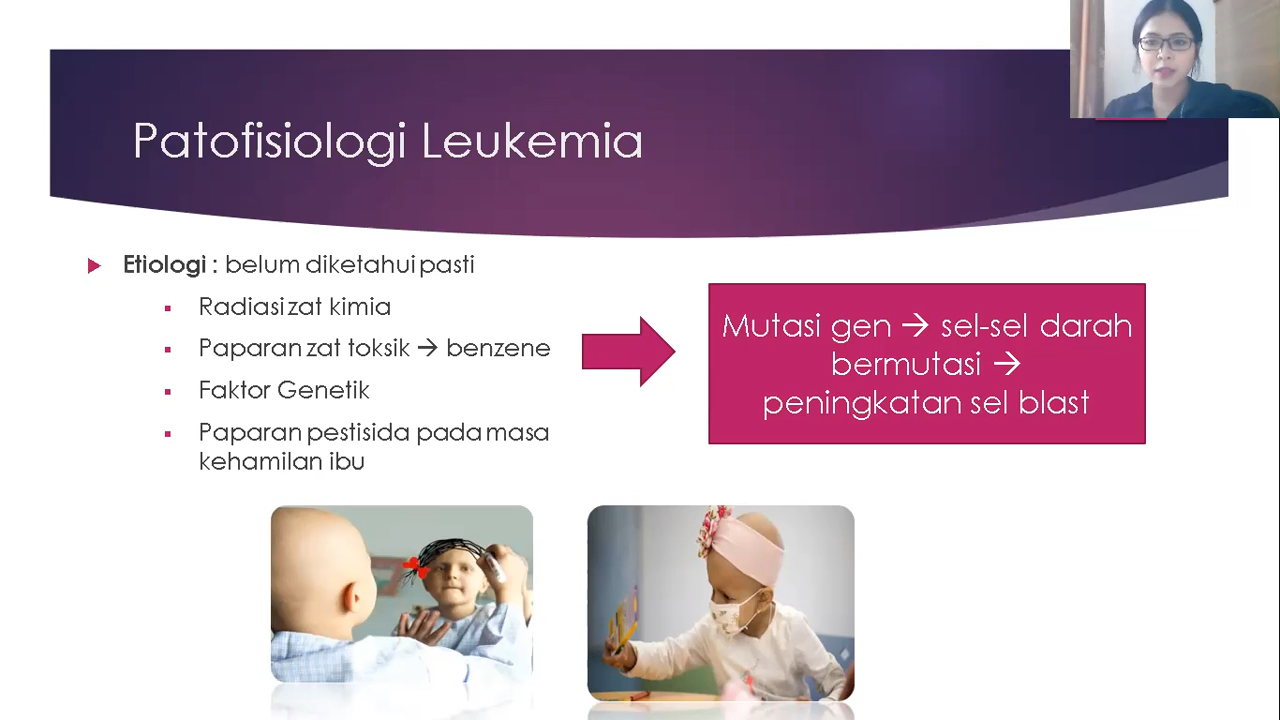 Patofisiologi Leukemia
Etiologi : belum diketahui pasti
Radiasi zat kimia
Paparan zat toksik → benzene
Faktor Genetik
Paparan pestisida pada masa
kehamilan ibu
Mutasi gen → sel-sel darah
bermutasi →
peningkatan sel blast